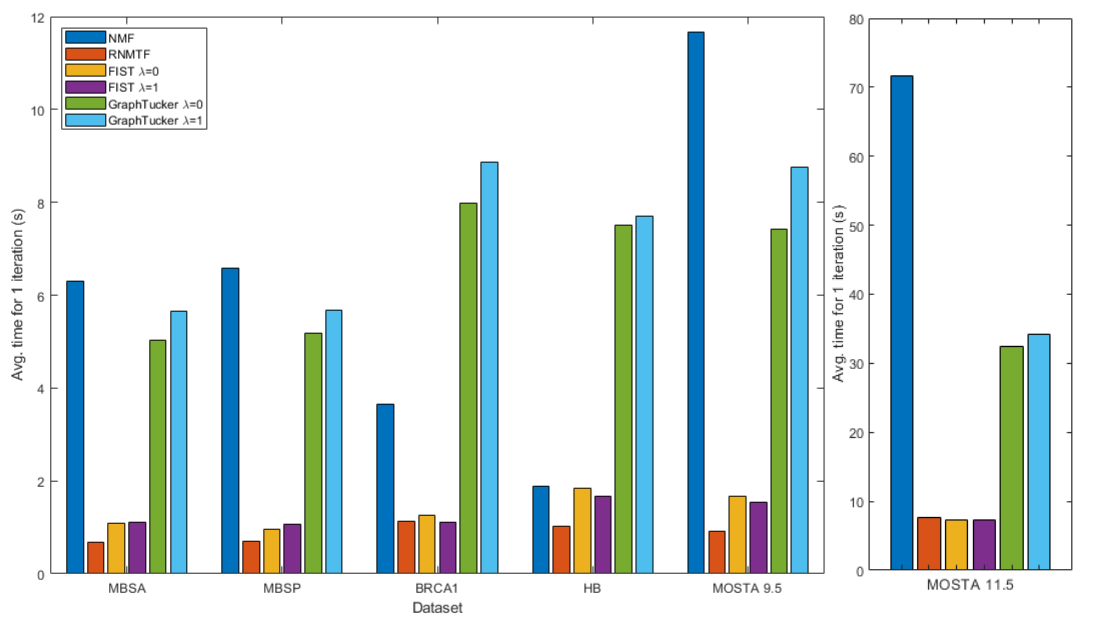 12
10
8
6
4
2
0
Avg. time for 1 iteration (s)
NMF
RNMTF
FIST λ=0
FIST λ=1
GraphTucker λ=0
GraphTucker λ=1
MBSA
MBSP
BRCA1
HB
MOSTA 9.5
Dataset
80
70
60
50
40
30
20
10
0
Avg. time for 1 iteration (s)
MOSTA 11.5